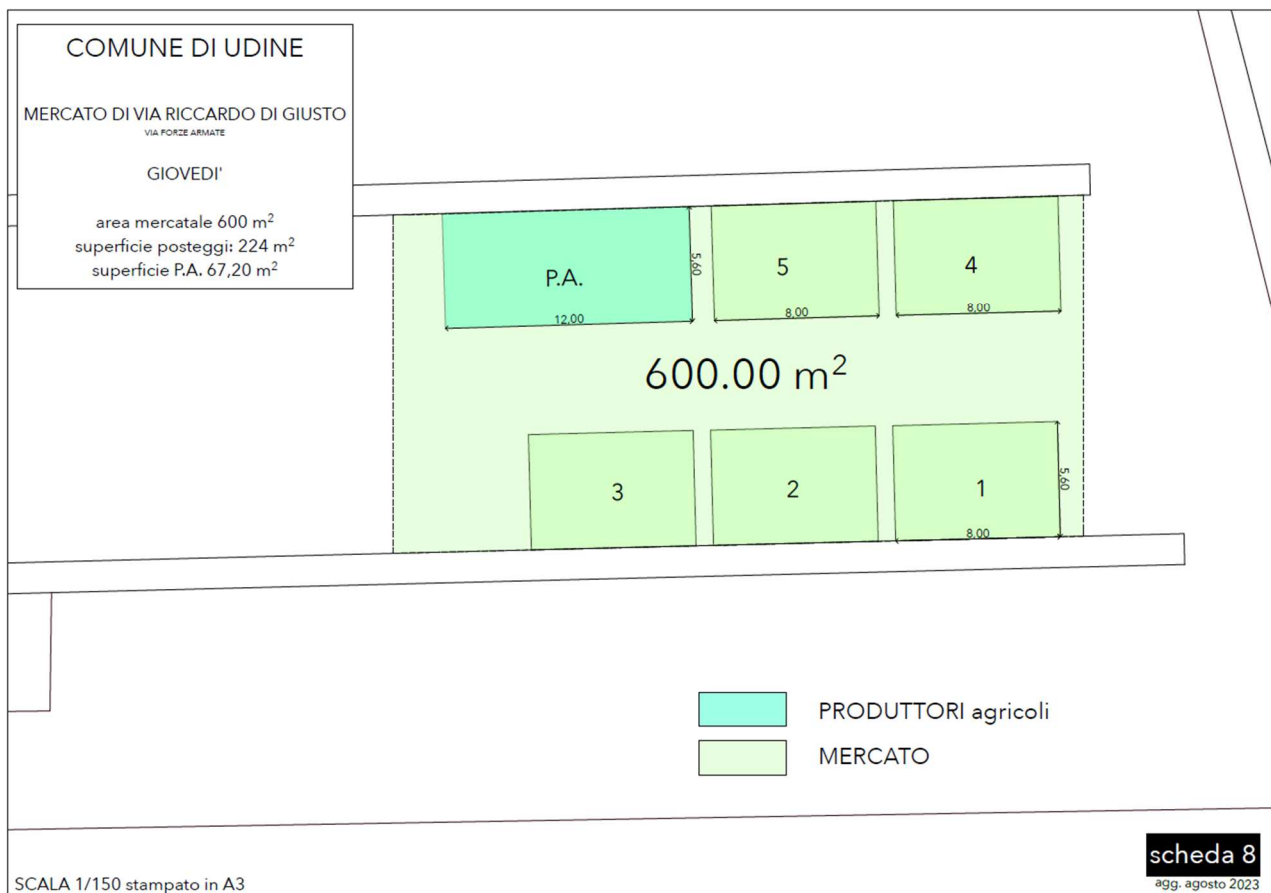 COMUNE DI UDINE
MERCATO DI VIA RICCARDO DI GIUSTO
VIA FORZE ARMATE
GIOVEDI'
area mercatale 600 m²
superficie posteggi: 224 m²
superficie P.A. 67,20 m²
P.A.
12,00
5,60
5
8,00
4
8,00
600.00 m²
3
2
1
8,00
5,60
PRODUTTORI agricoli
MERCATO
SCALA 1/150 stampato in A3
scheda 8
agg. agosto 2023